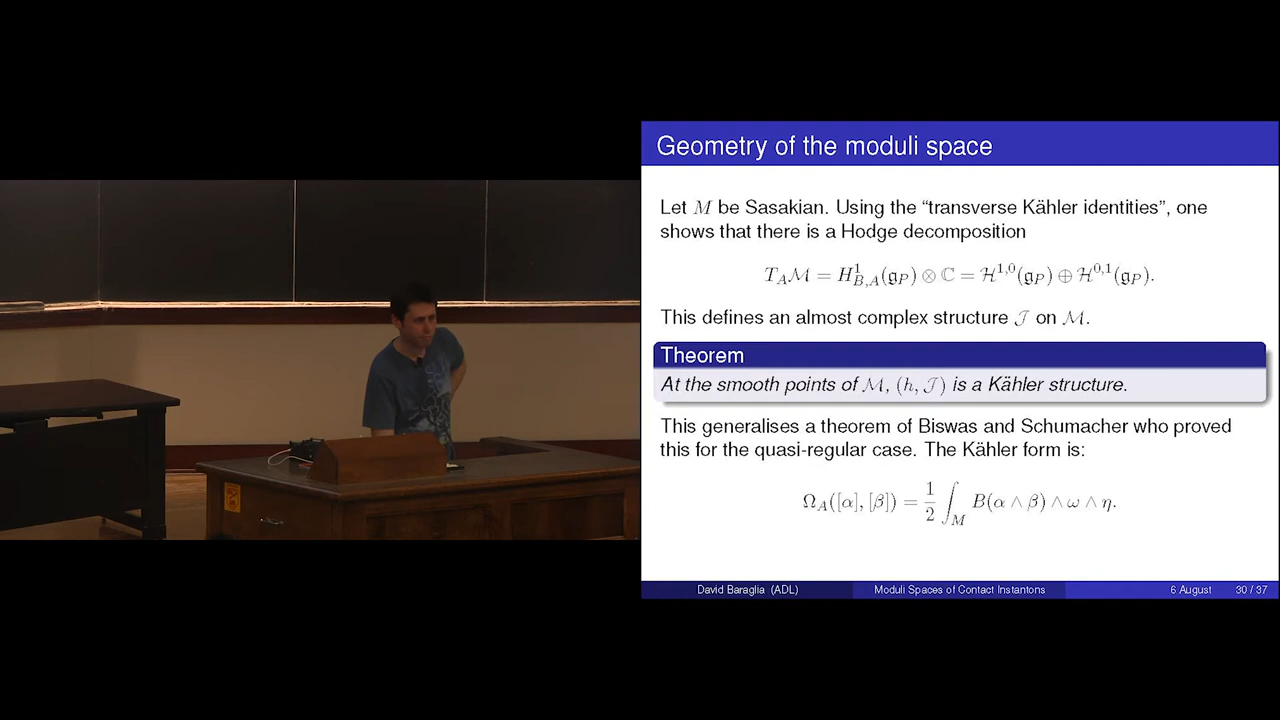 Geometry of the moduli space
Let M be Sasakian. Using the “transverse Kähler identities”, one
shows that there is a Hodge decomposition
T_A𝓜 = H^1_{B,A}(𝔤_P) ⊗ ℂ = 𝓗^{1,0}(𝔤_P) ⊕ 𝓗^{0,1}(𝔤_P).
This defines an almost complex structure 𝒥 on 𝓜.
Theorem
At the smooth points of 𝓜, (h, 𝒥) is a Kähler structure.
This generalises a theorem of Biswas and Schumacher who proved
this for the quasi-regular case. The Kähler form is:
Ω_A([α], [β]) = 1/2 ∫_M B(α ∧ β) ∧ ω ∧ η.
David Baraglia (ADL) Moduli Spaces of Contact Instantons 6 August 30 / 37